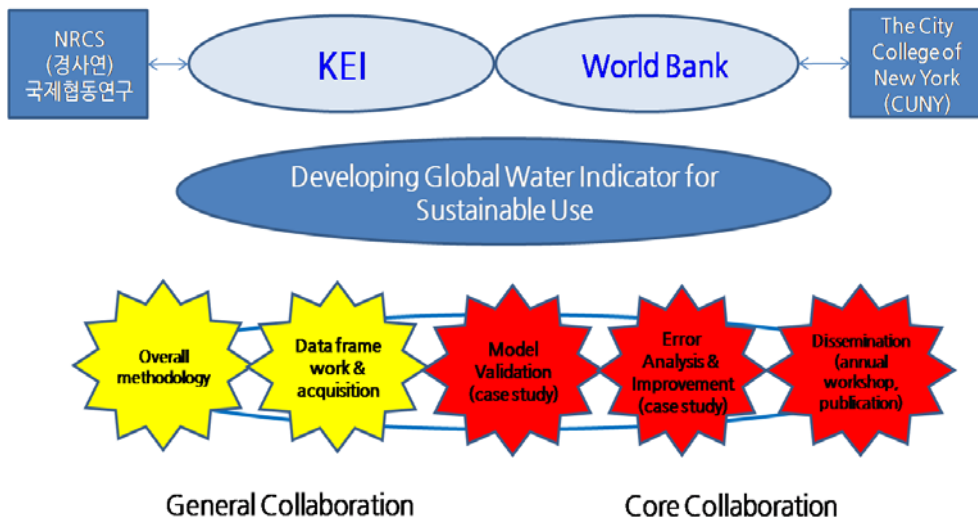 NRCS
(경사연)
국제협동연구
KEI
World Bank
The City
College of
New York
(CUNY)
Developing Global Water Indicator for
Sustainable Use
Overall
methodology
Data frame
work &
acquisition
Model
Validation
(case study)
Error
Analysis &
Improvement
(case study)
Dissemination
(annual
workshop,
publication)
General Collaboration
Core Collaboration